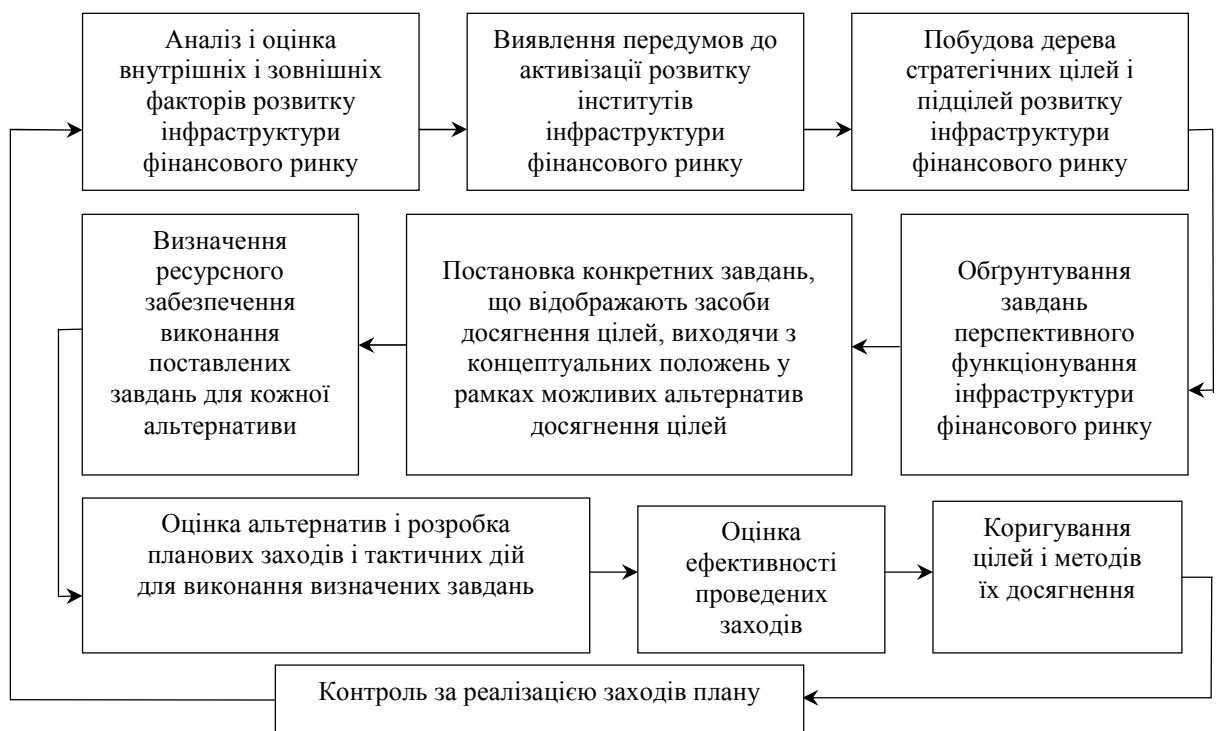 Аналіз і оцінка
внутрішніх і зовнішніх
факторів розвитку
інфраструктури
фінансового ринку
Виявлення передумов до
активізації розвитку
інститутів
інфраструктури
фінансового ринку
Побудова дерева
стратегічних цілей і
підцілей розвитку
інфраструктури
фінансового ринку
Обґрунтування
завдань
перспективного
функціонування
інфраструктури
фінансового ринку
Постановка конкретних завдань,
що відображають засоби
досягнення цілей, виходячи з
концептуальних положень у
рамках можливих альтернатив
досягнення цілей
Визначення
ресурсного
забезпечення
виконання
поставлених
завдань для кожної
альтернативи
Оцінка альтернатив і розробка
планових заходів і тактичних дій
для виконання визначених завдань
Оцінка
ефективності
проведених
заходів
Коригування
цілей і методів
їх досягнення
Контроль за реалізацією заходів плану